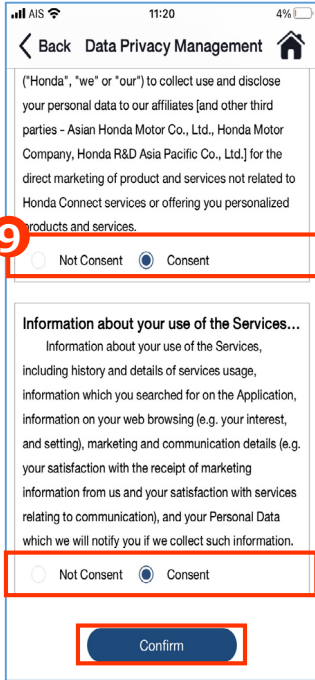 AIS 11:20 4%
Back Data Privacy Management
("Honda", "we" or "our") to collect use and disclose
your personal data to our affiliates [and other third
parties - Asian Honda Motor Co., Ltd., Honda Motor
Company, Honda R&D Asia Pacific Co., Ltd.] for the
direct marketing of product and services not related to
Honda Connect services or offering you personalized
products and services.
9
Not Consent Consent
Information about your use of the Services...
Information about your use of the Services,
including history and details of services usage,
information which you searched for on the Application,
information on your web browsing (e.g. your interest,
and setting), marketing and communication details (e.g.
your satisfaction with the receipt of marketing
information from us and your satisfaction with services
relating to communication), and your Personal Data
which we will notify you if we collect such information.
Not Consent Consent
Confirm